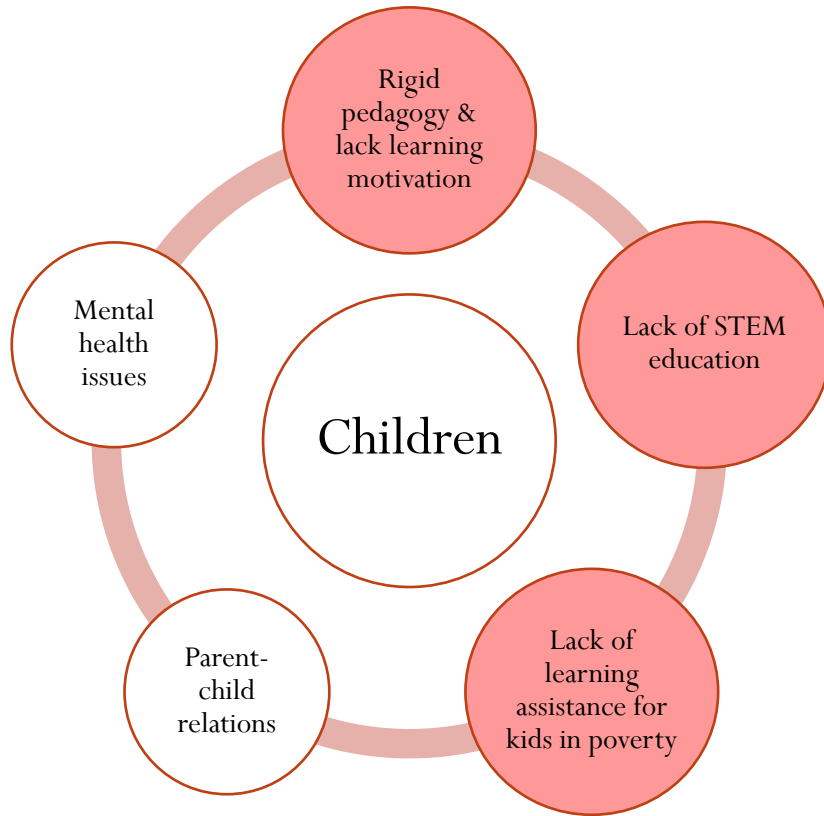 Rigid
pedagogy &
lack learning
motivation
Lack of STEM
education
Lack of
learning
assistance for
kids in poverty
Parent-
child
relations
Mental
health
issues
Children